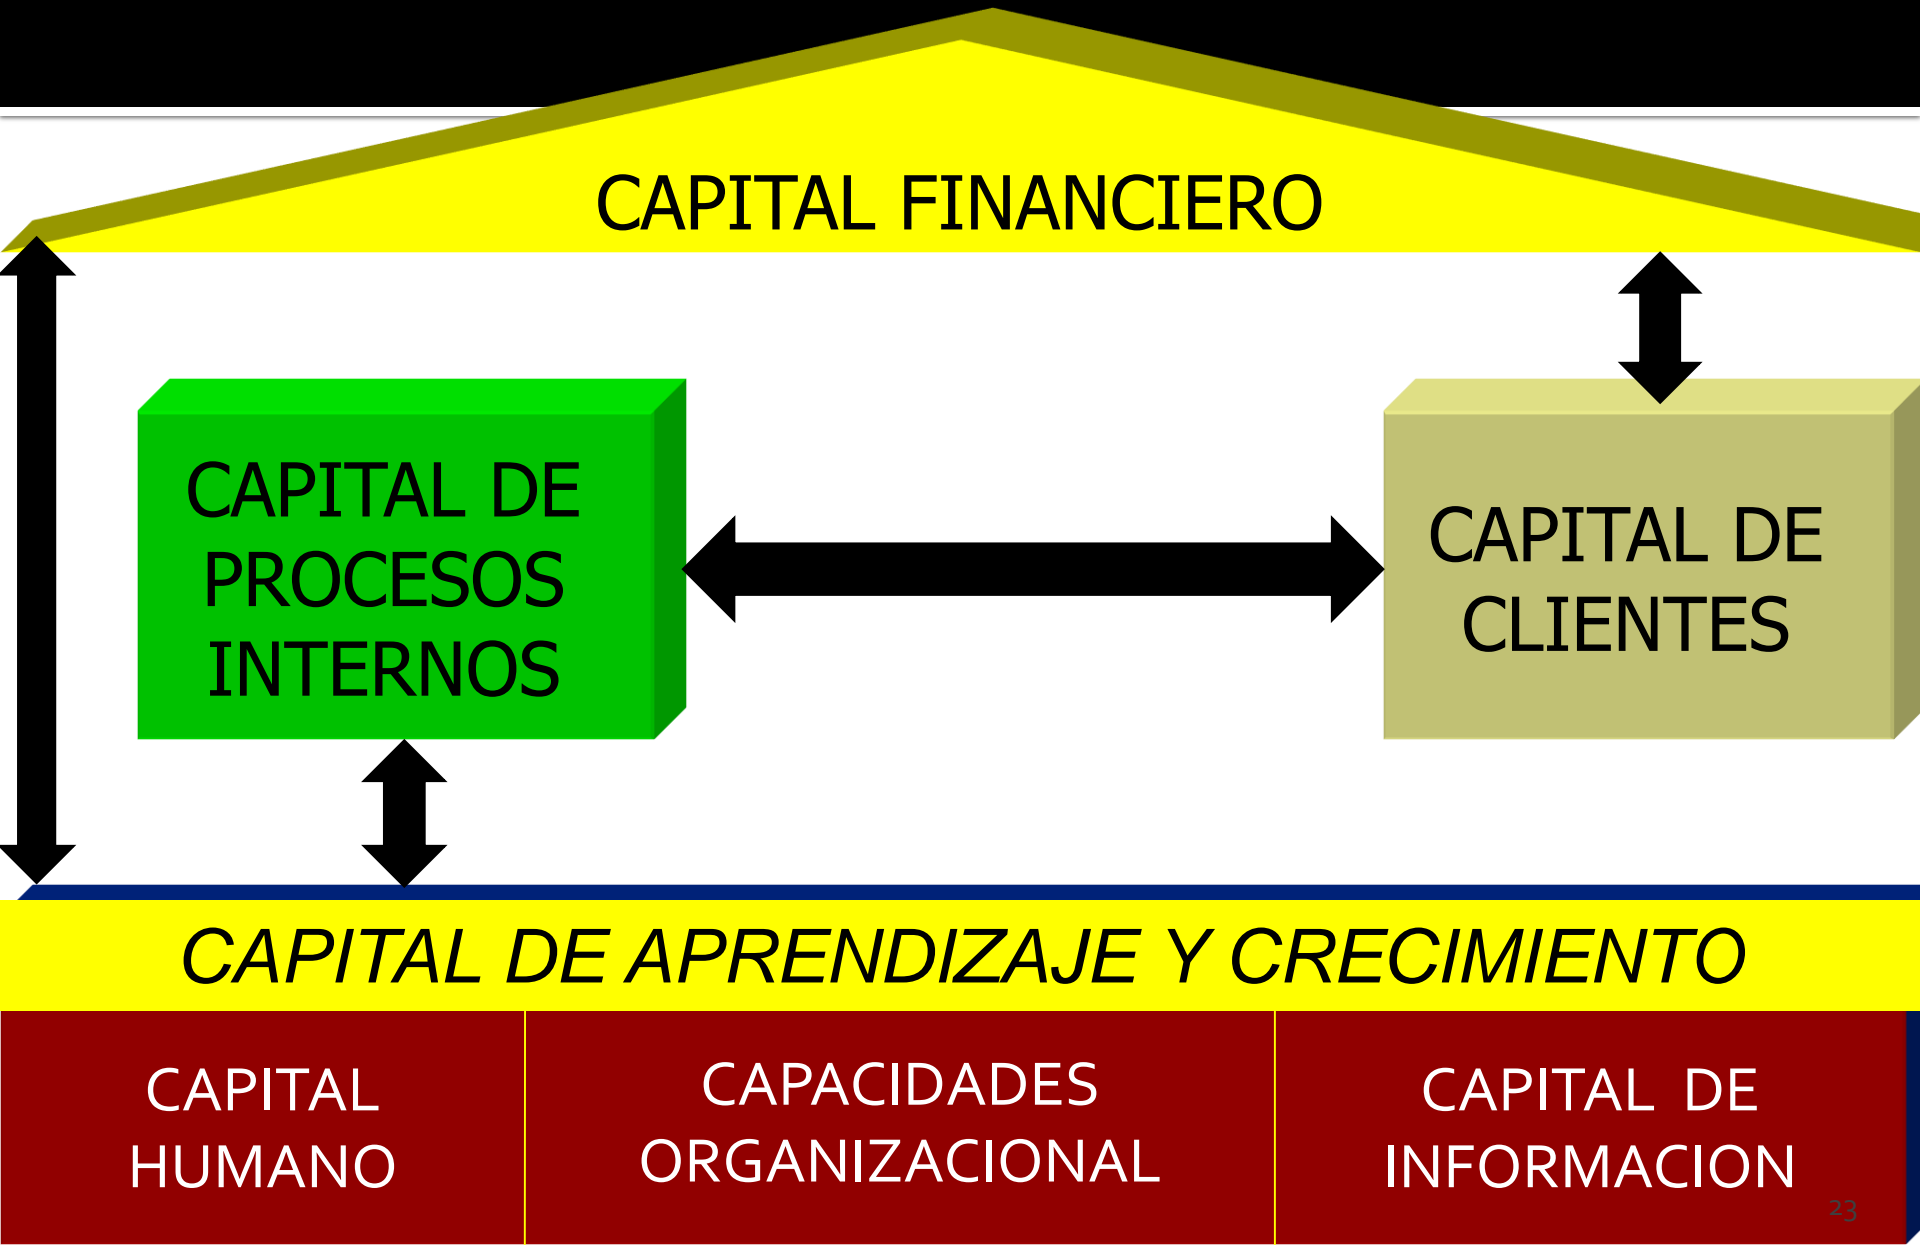 CAPITAL FINANCIERO
CAPITAL DE
PROCESOS
INTERNOS
CAPITAL DE
CLIENTES
CAPITAL DE APRENDIZAJE Y CRECIMIENTO
CAPITAL
HUMANO
CAPACIDADES
ORGANIZACIONAL
CAPITAL DE
INFORMACION
23